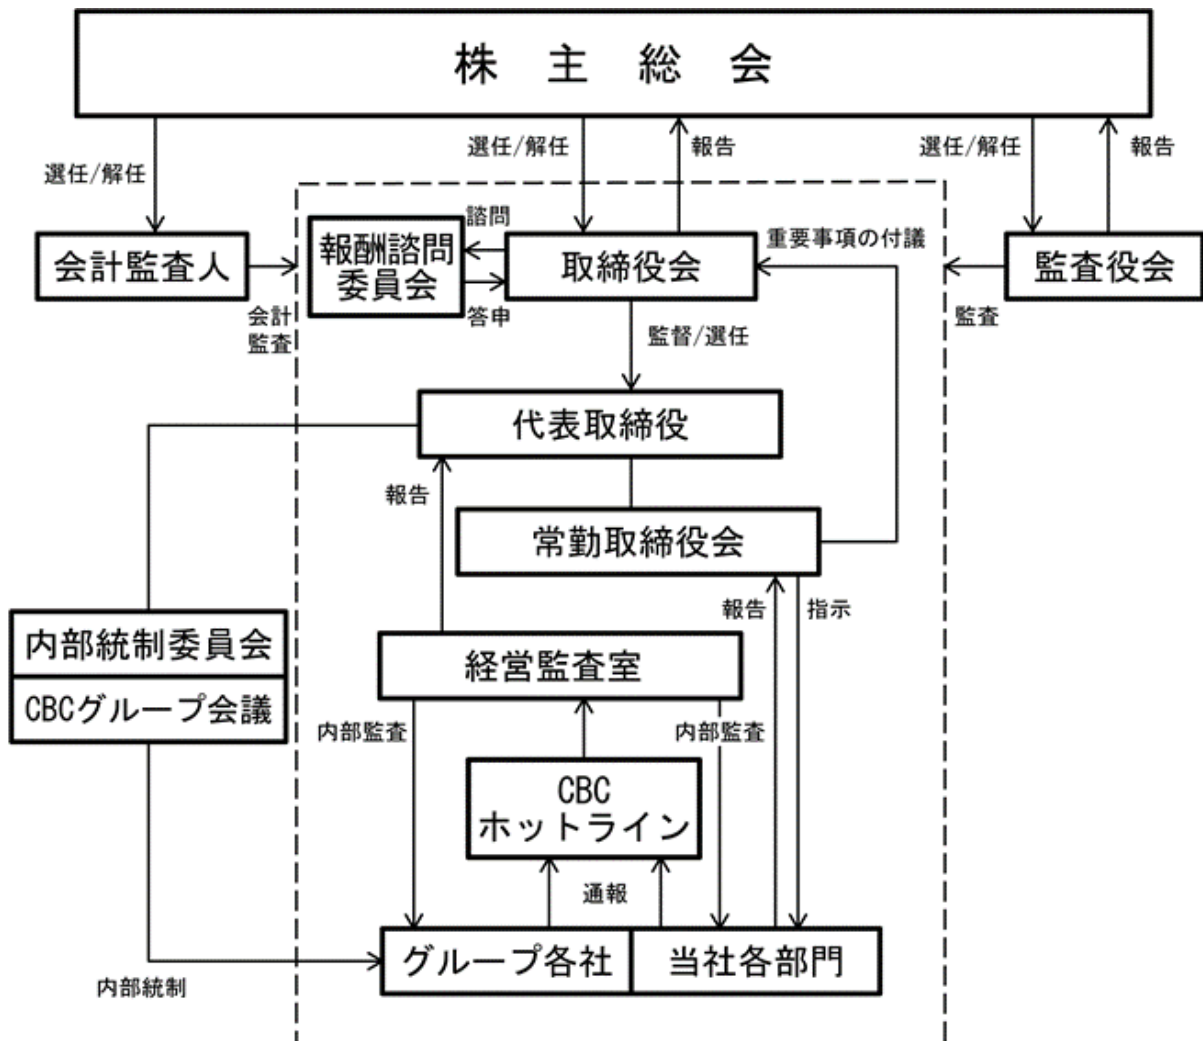 株主総会
選任/解任
選任/解任
報告
選任/解任
報告
会計監査人
報酬諮問
委員会
諮問
答申
取締役会
重要事項の付議
監査役会
会計
監査
監査
監督/選任
代表取締役
報告
常勤取締役会
報告
指示
内部統制委員会
CBCグループ会議
経営監査室
内部監査
内部監査
CBC
ホットライン
通報
グループ各社
当社各部門
内部統制